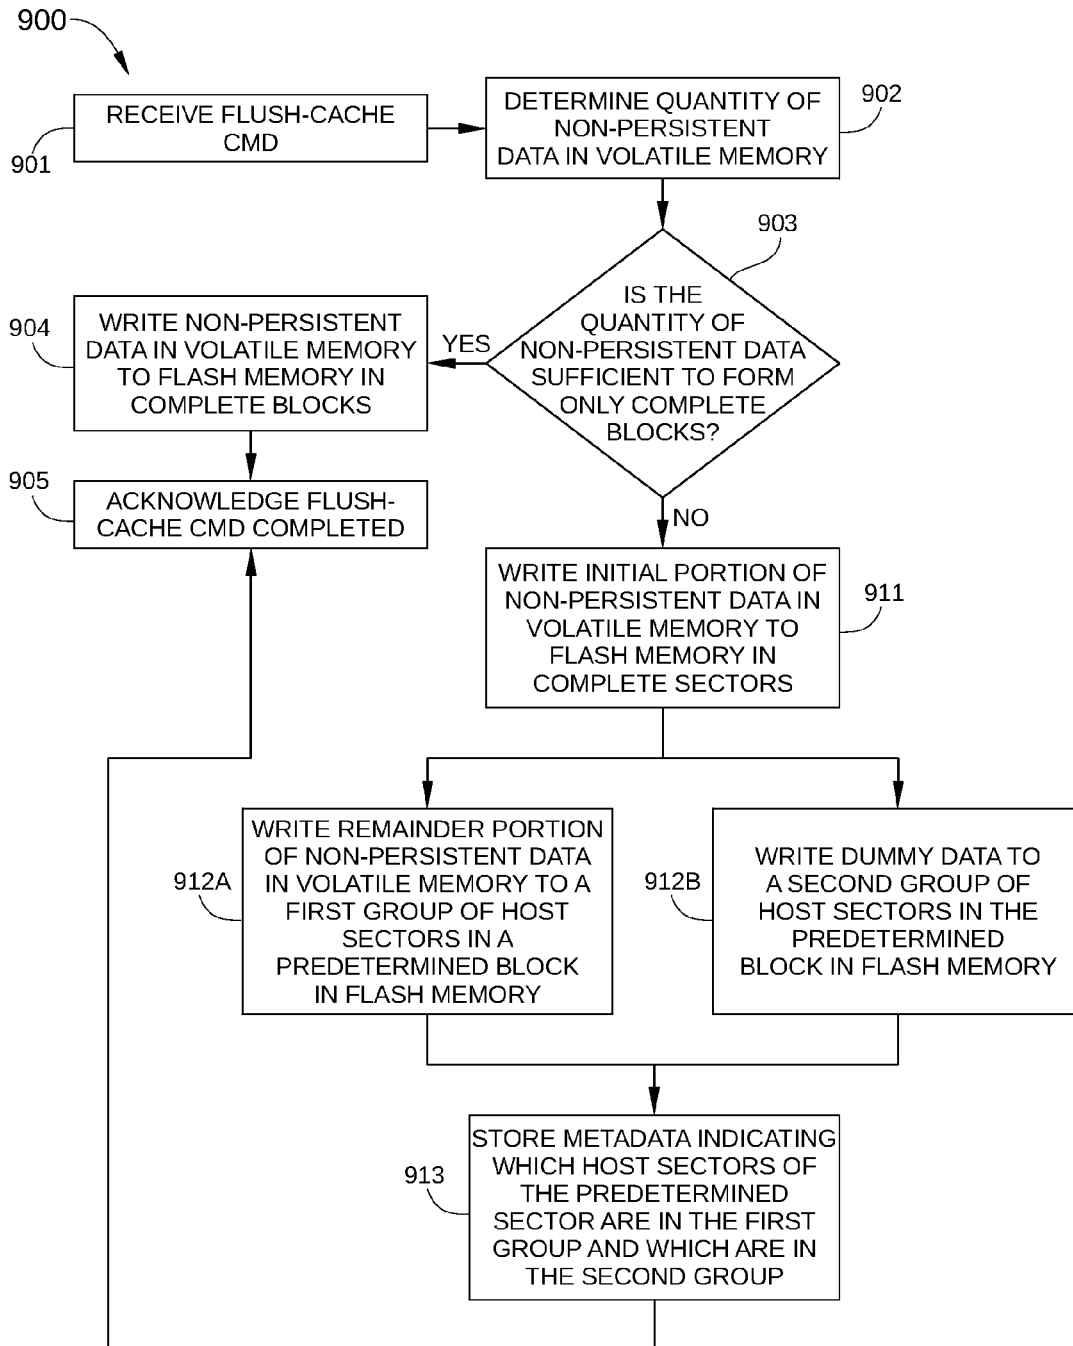 900
RECEIVE FLUSH-CACHE
CMD
901
DETERMINE QUANTITY OF
NON-PERSISTENT
DATA IN VOLATILE MEMORY
902
903
IS THE
QUANTITY OF
NON-PERSISTENT DATA
SUFFICIENT TO FORM
ONLY COMPLETE
BLOCKS?
YES
904
WRITE NON-PERSISTENT
DATA IN VOLATILE MEMORY
TO FLASH MEMORY IN
COMPLETE BLOCKS
905
ACKNOWLEDGE FLUSH-
CACHE CMD COMPLETED
NO
WRITE INITIAL PORTION OF
NON-PERSISTENT DATA IN
VOLATILE MEMORY TO
FLASH MEMORY IN
COMPLETE SECTORS
911
912A
WRITE REMAINDER PORTION
OF NON-PERSISTENT DATA
IN VOLATILE MEMORY TO A
FIRST GROUP OF HOST
SECTORS IN A
PREDETERMINED BLOCK
IN FLASH MEMORY
912B
WRITE DUMMY DATA TO
A SECOND GROUP OF
HOST SECTORS IN THE
PREDETERMINED
BLOCK IN FLASH MEMORY
913
STORE METADATA INDICATING
WHICH HOST SECTORS OF
THE PREDETERMINED
SECTOR ARE IN THE FIRST
GROUP AND WHICH ARE IN
THE SECOND GROUP